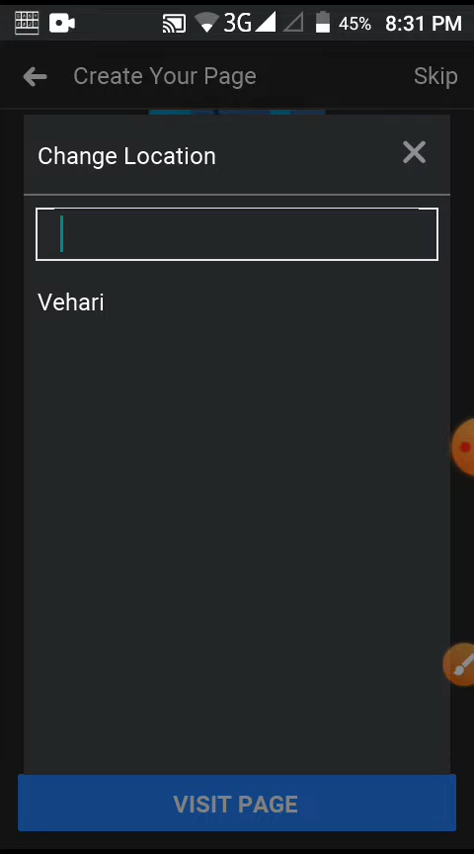 3G 45% 8:31 PM
Create Your Page Skip
Change Location
Vehari
VISIT PAGE